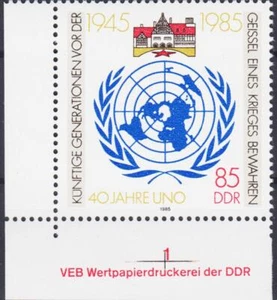 1945 1985
KÜNFTIGE GENERATIONEN VOR DER
GEISSEL EINES KRIEGES BEWAHREN
40 JAHRE UNO
85
DDR
1985
1
VEB Wertpapierdruckerei der DDR